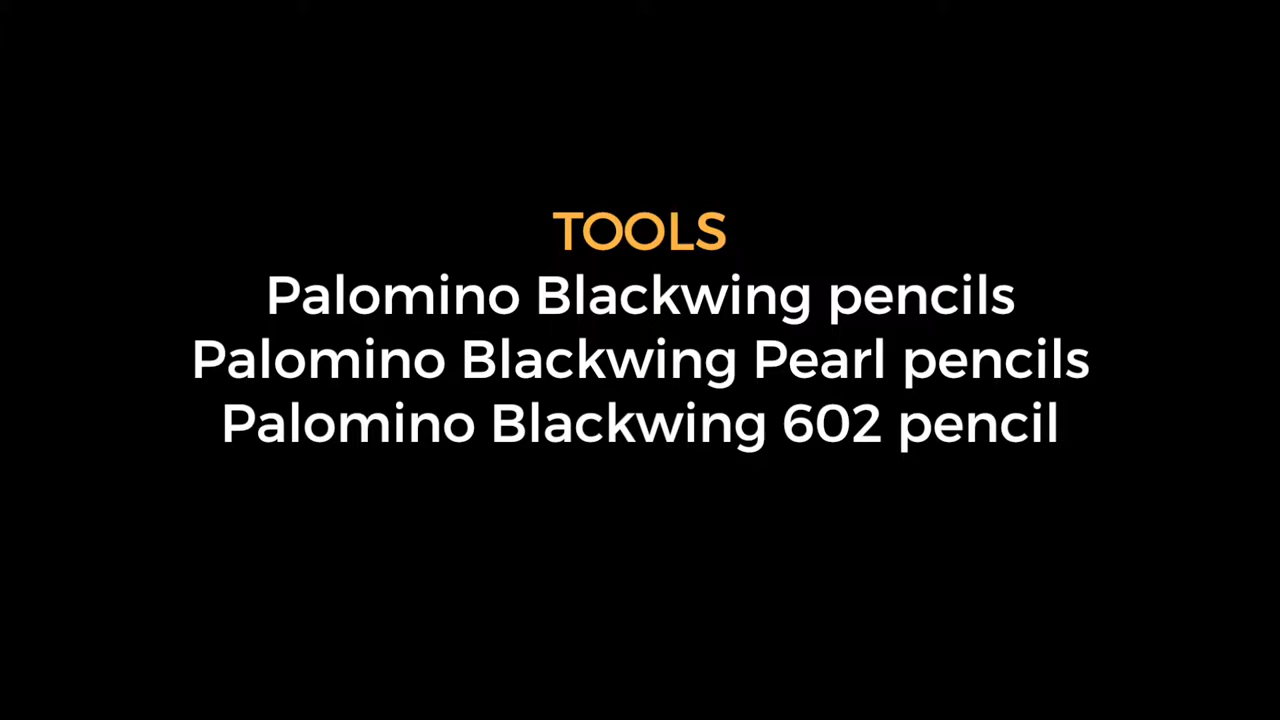 TOOLS
Palomino Blackwing pencils
Palomino Blackwing Pearl pencils
Palomino Blackwing 602 pencil